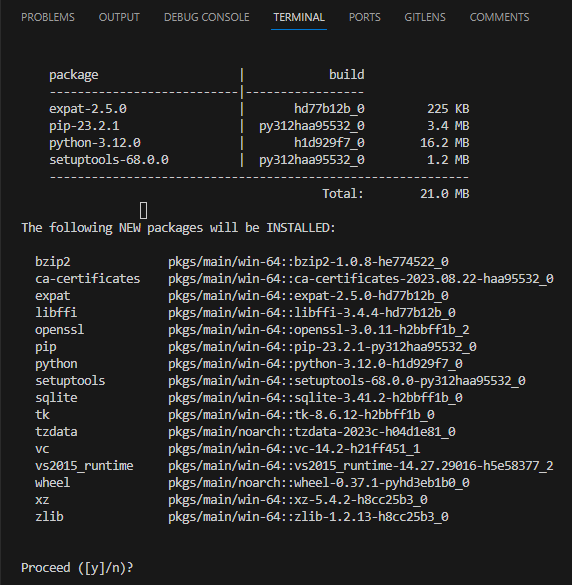 PROBLEMS OUTPUT DEBUG CONSOLE TERMINAL PORTS GITLENS COMMENTS
package | build
---------------------------|-----------------
expat-2.5.0 | hd77b12b_0 225 KB
pip-23.2.1 | py312haa95532_0 3.4 MB
python-3.12.0 | h1d929f7_0 16.2 MB
setuptools-68.0.0 | py312haa95532_0 1.2 MB
------------------------------------------------------------
Total: 21.0 MB
The following NEW packages will be INSTALLED:
bzip2 pkgs/main/win-64::bzip2-1.0.8-he774522_0
ca-certificates pkgs/main/win-64::ca-certificates-2023.08.22-haa95532_0
expat pkgs/main/win-64::expat-2.5.0-hd77b12b_0
libffi pkgs/main/win-64::libffi-3.4.4-hd77b12b_0
openssl pkgs/main/win-64::openssl-3.0.11-h2bbff1b_2
pip pkgs/main/win-64::pip-23.2.1-py312haa95532_0
python pkgs/main/win-64::python-3.12.0-h1d929f7_0
setuptools pkgs/main/win-64::setuptools-68.0.0-py312haa95532_0
sqlite pkgs/main/win-64::sqlite-3.41.2-h2bbff1b_0
tk pkgs/main/win-64::tk-8.6.12-h2bbff1b_0
tzdata pkgs/main/noarch::tzdata-2023c-h04d1e81_0
vc pkgs/main/win-64::vc-14.2-h21ff451_1
vs2015_runtime pkgs/main/win-64::vs2015_runtime-14.27.29016-h5e58377_2
wheel pkgs/main/noarch::wheel-0.37.1-pyhd3eb1b0_0
xz pkgs/main/win-64::xz-5.4.2-h8cc25b3_0
zlib pkgs/main/win-64::zlib-1.2.13-h8cc25b3_0
Proceed ([y]/n)?